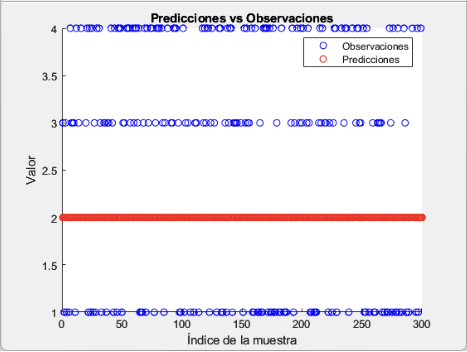 Predicciones vs Observaciones
Observaciones
Predicciones
4
3.5
3
2.5
2
1.5
1
Valor
0
50
100
150
200
250
300
Índice de la muestra